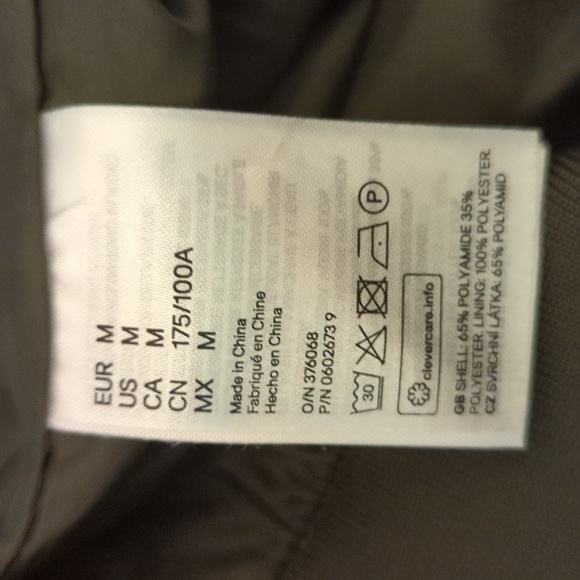 EUR M
US M
CA M
CN 175/100A
MX M
Made in China
Fabriqué en Chine
Hecho en China
O/N 376068
P/N 0602673 9
30
P
clevercare.info
GB SHELL: 65% POLYAMIDE 35%
POLYESTER. LINING: 100% POLYESTER.
CZ SVRCHNÍ LÁTKA: 65% POLYAMID